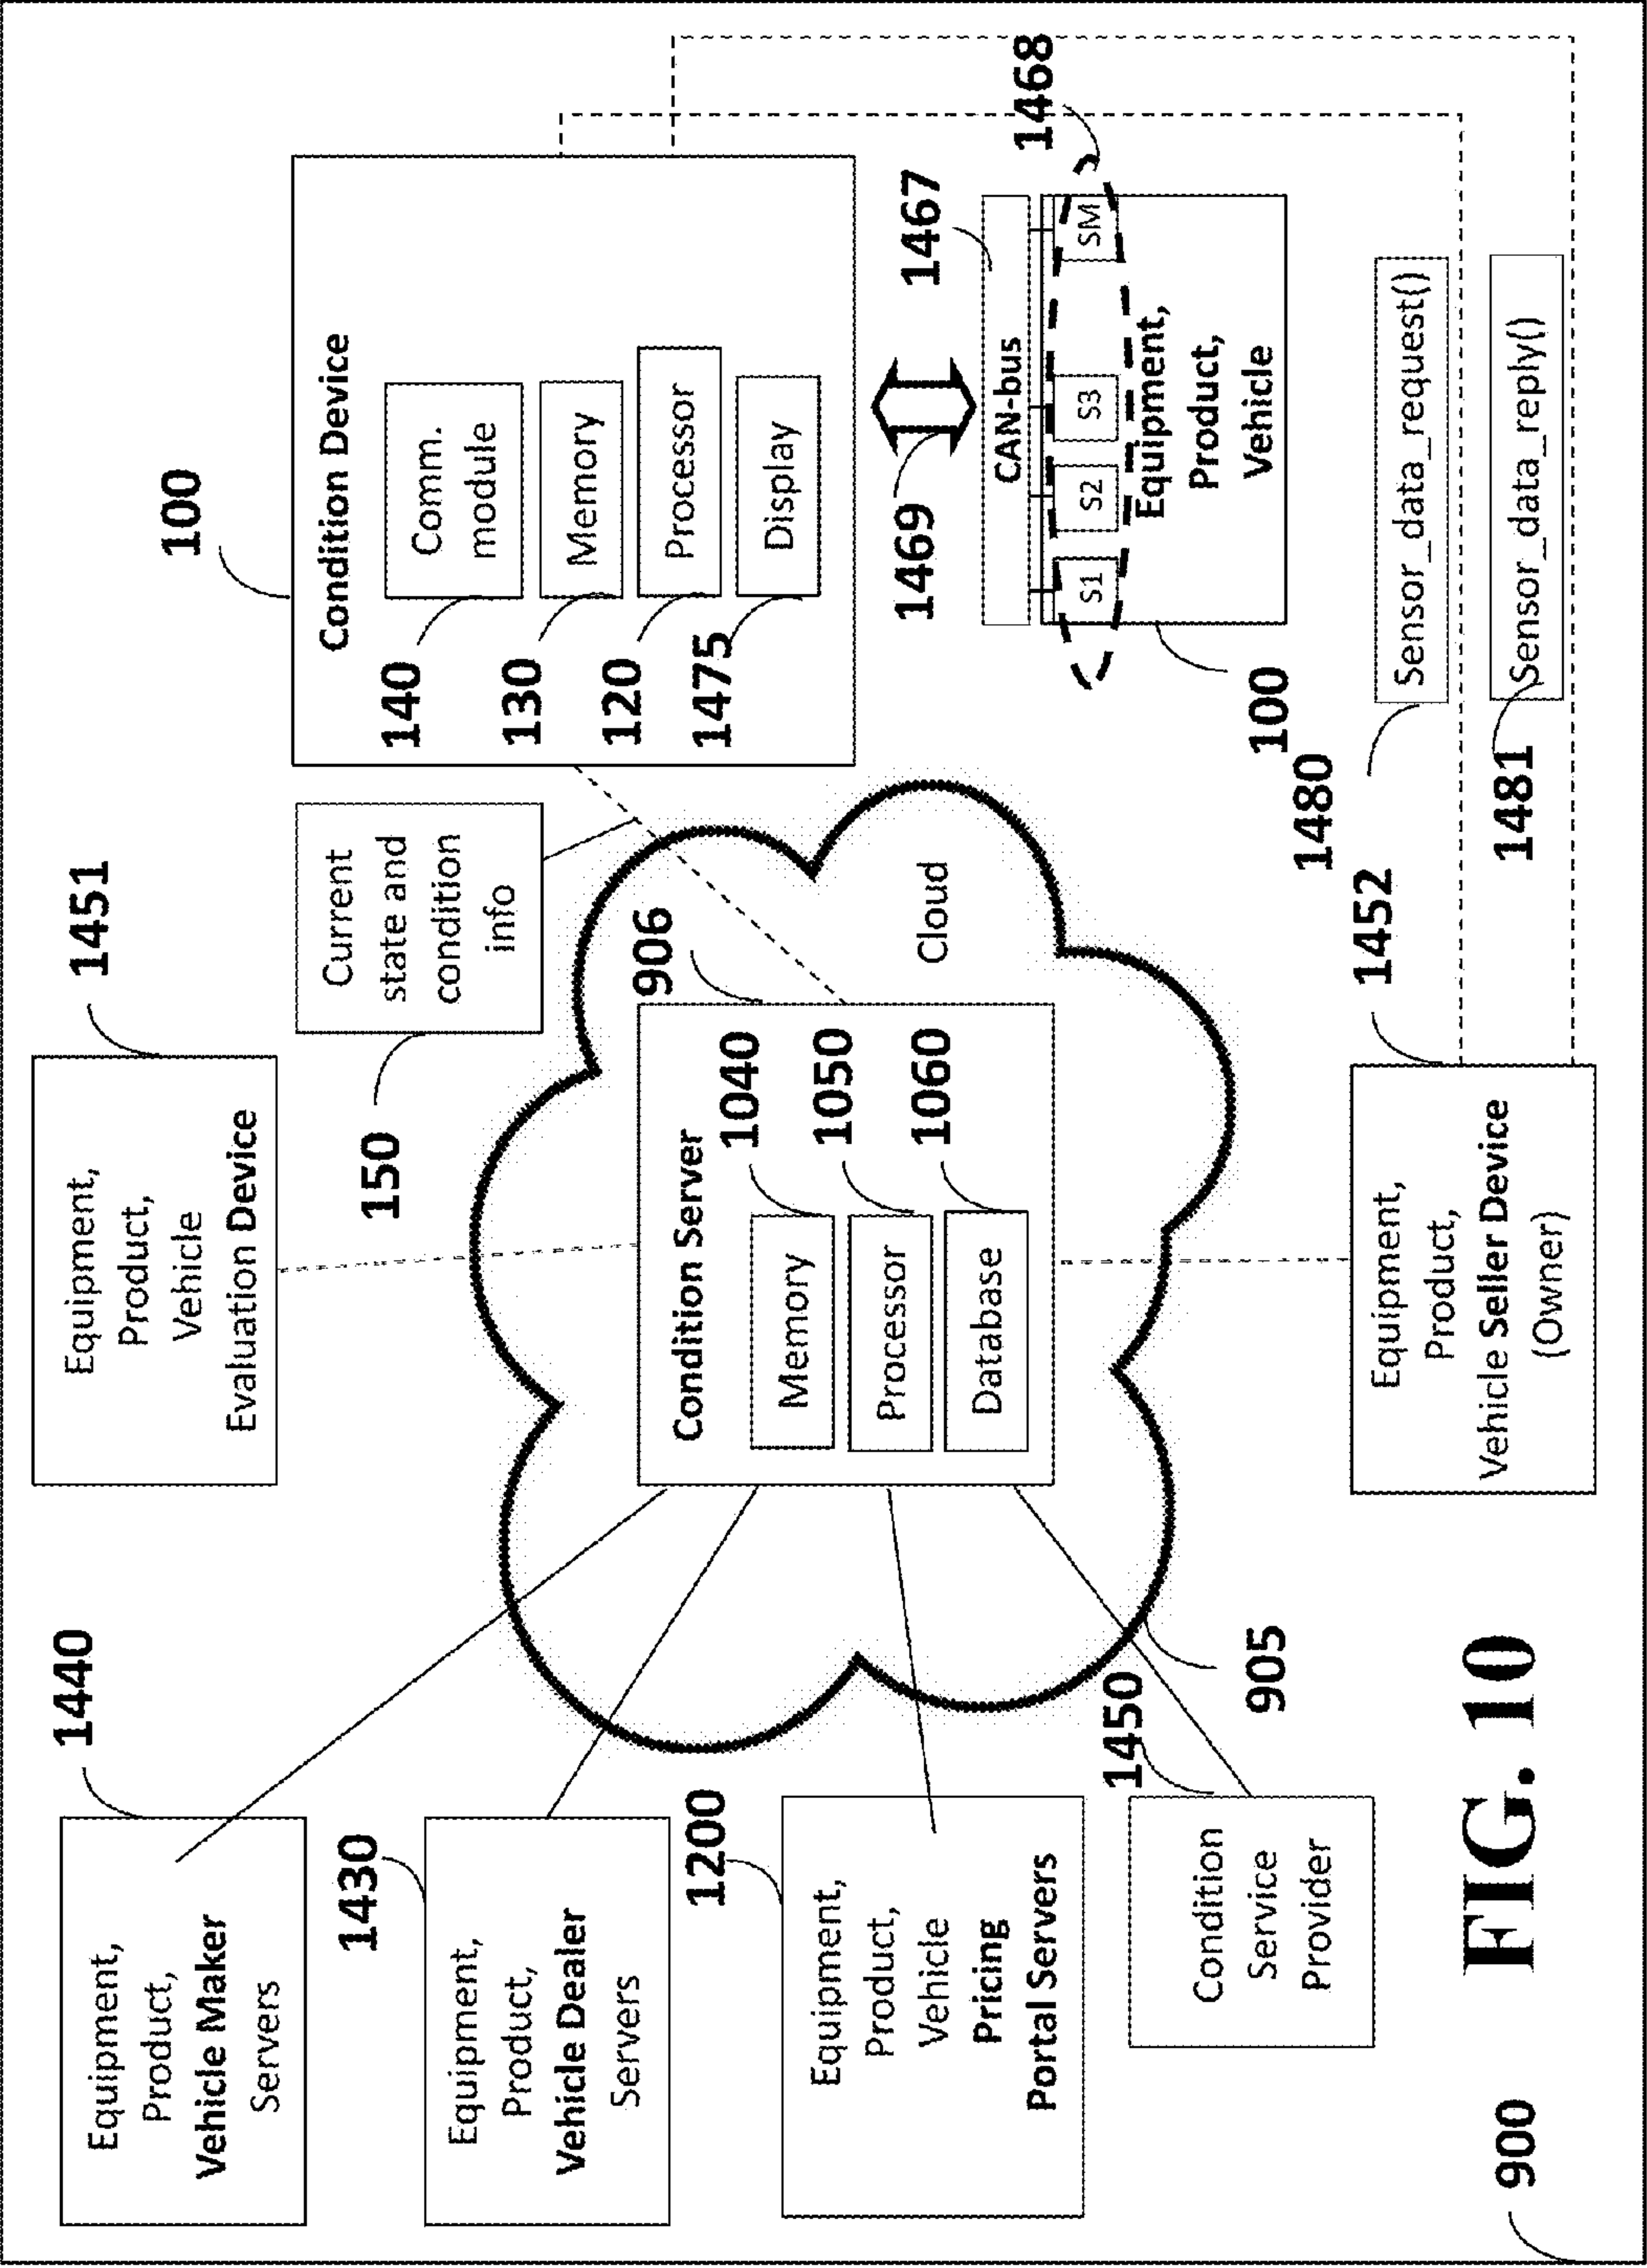 1440
Equipment,
Product,
Vehicle Maker
Servers
1430
Equipment,
Product,
Vehicle Dealer
Servers
1200
Equipment,
Product,
Vehicle
Pricing
Portal Servers
1450
Condition
Service
Provider
1451
Equipment,
Product,
Vehicle
Evaluation Device
150
Current
state and
condition
info
906
Condition Server
Memory
1040
Processor
1050
Database
1060
Cloud
905
1452
Equipment,
Product,
Vehicle Seller Device
(Owner)
100
Condition Device
140
Comm.
module
130
Memory
120
Processor
1475
Display
1469
1467
CAN-bus
1468
S1
S2
S3
SM
Equipment,
Product,
Vehicle
100
1480
Sensor_data_request()
1481
Sensor_data_reply()
FIG. 10
900